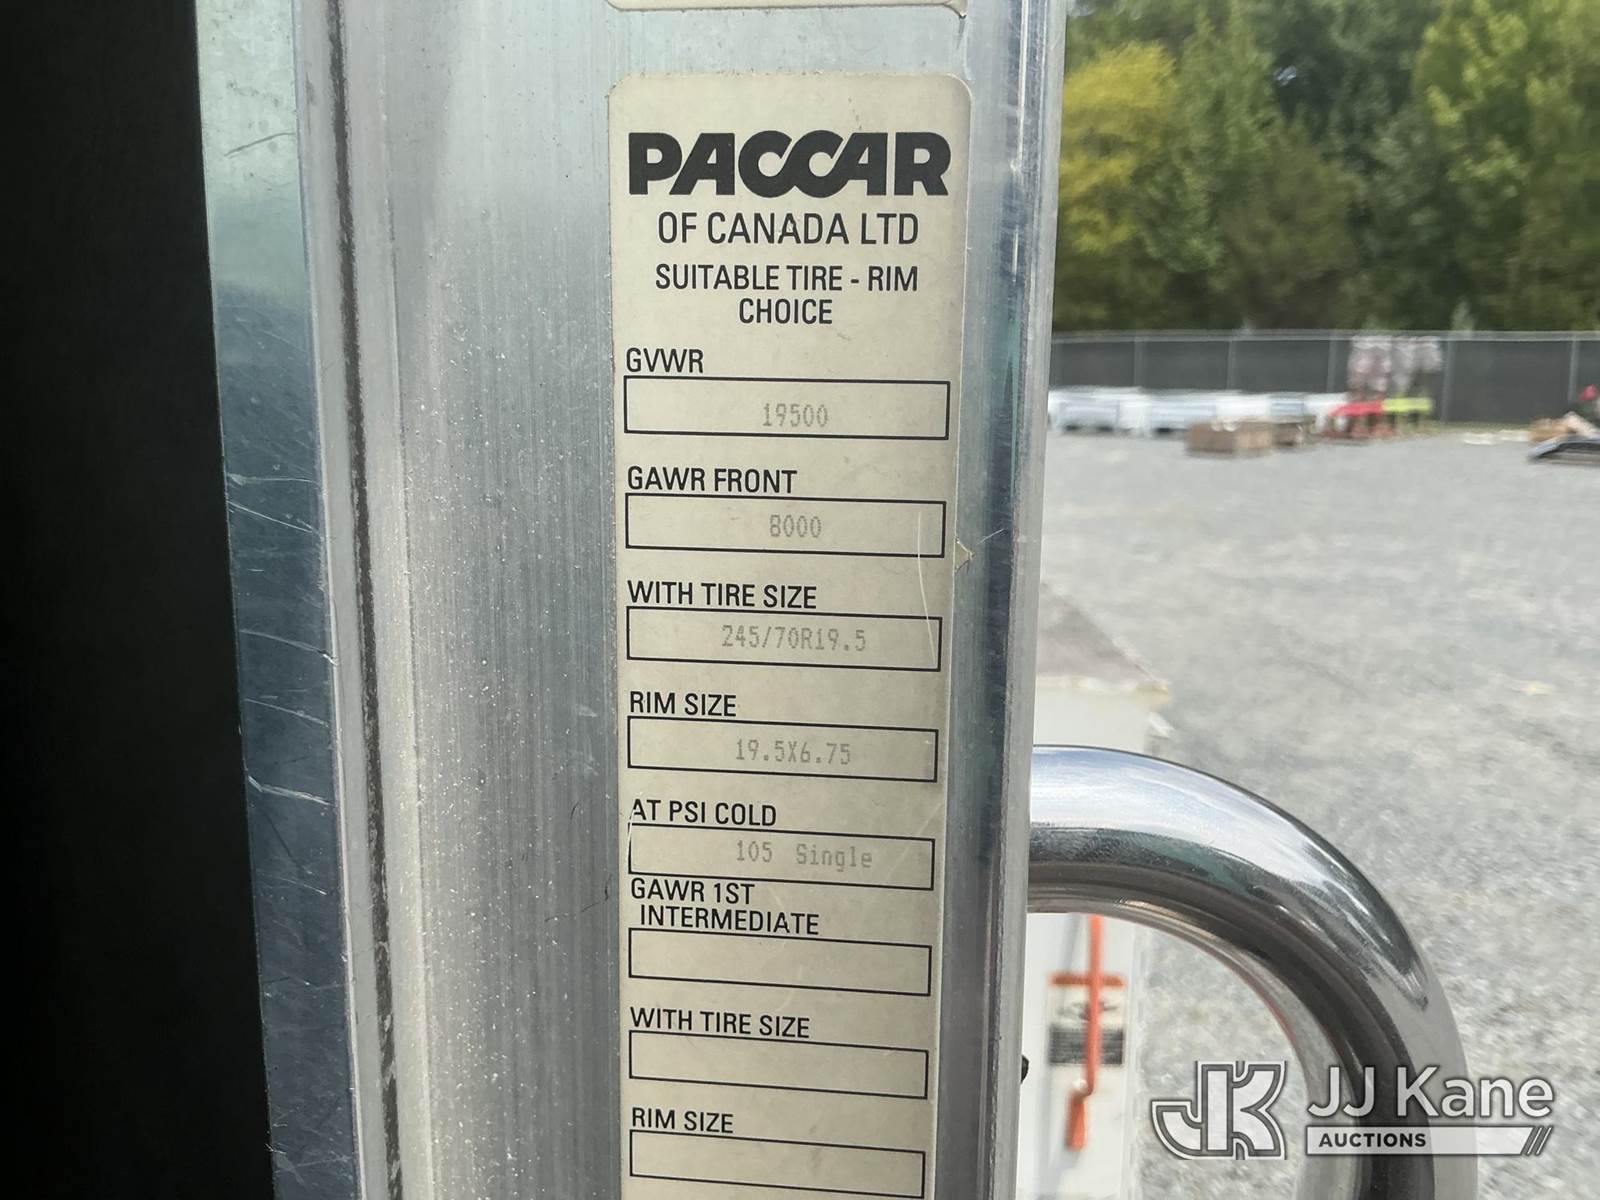 PACCAR
OF CANADA LTD
SUITABLE TIRE - RIM
CHOICE
GVWR
19500
GAWR FRONT
8000
WITH TIRE SIZE
245/70R19.5
RIM SIZE
19.5X6.75
AT PSI COLD
105 Single
GAWR 1ST
INTERMEDIATE
WITH TIRE SIZE
RIM SIZE
JK JJ Kane
AUCTIONS